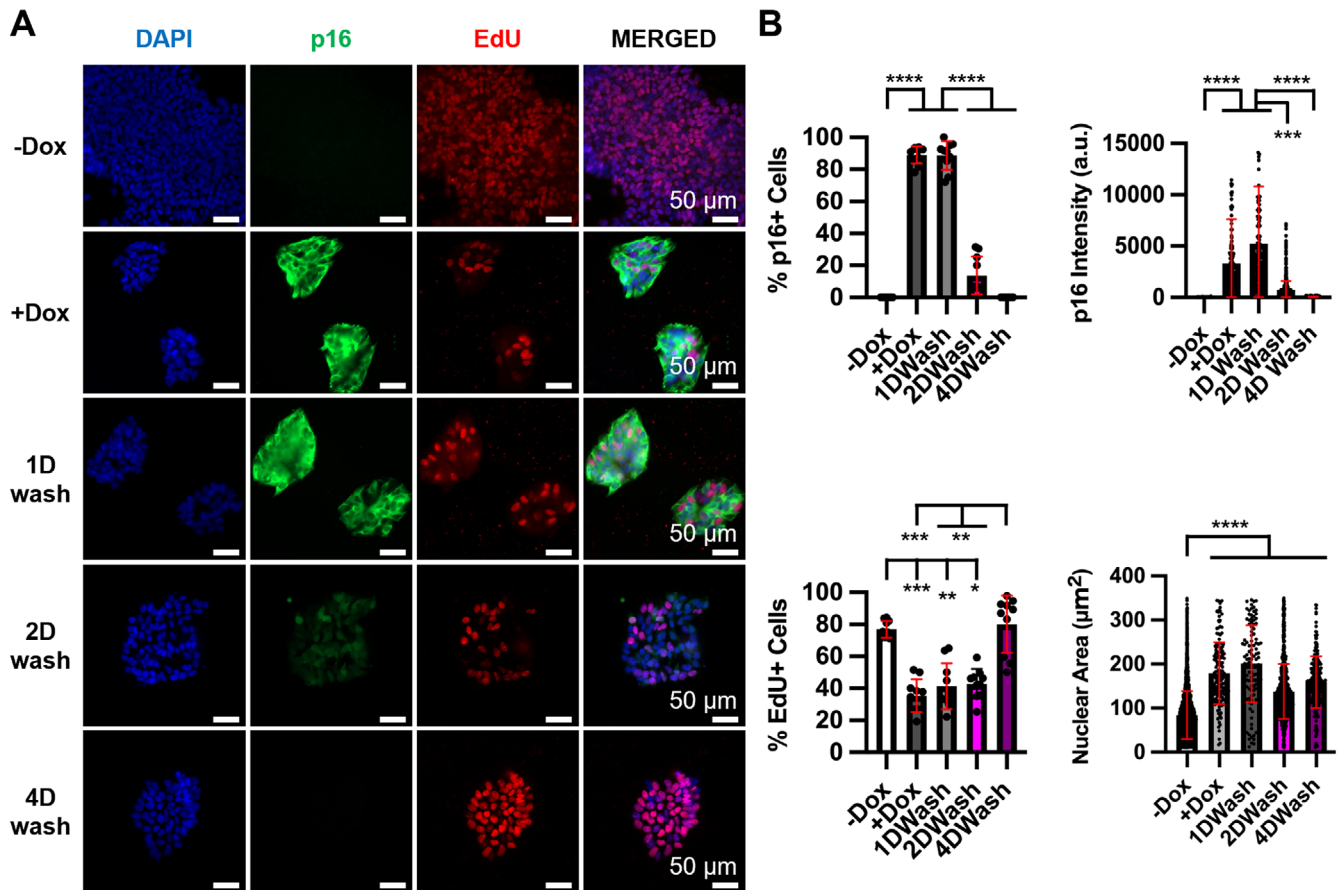 A
DAPI
p16
EdU
MERGED
-Dox
50 µm
+Dox
50 µm
1D
wash
50 µm
2D
wash
50 µm
4D
wash
50 µm
B
**** ****
100
80
60
40
20
0
% p16+ Cells
-Dox
+Dox
1DWash
2DWash
4DWash
**** ****
***
15000
10000
5000
0
p16 Intensity (a.u.)
-Dox
+Dox
1D Wash
2D Wash
4D Wash
*** **
*** ** *
100
80
60
40
20
0
% EdU+ Cells
-Dox
+Dox
1DWash
2DWash
4DWash
****
400
300
200
100
0
Nuclear Area (µm²)
-Dox
+Dox
1DWash
2DWash
4DWash